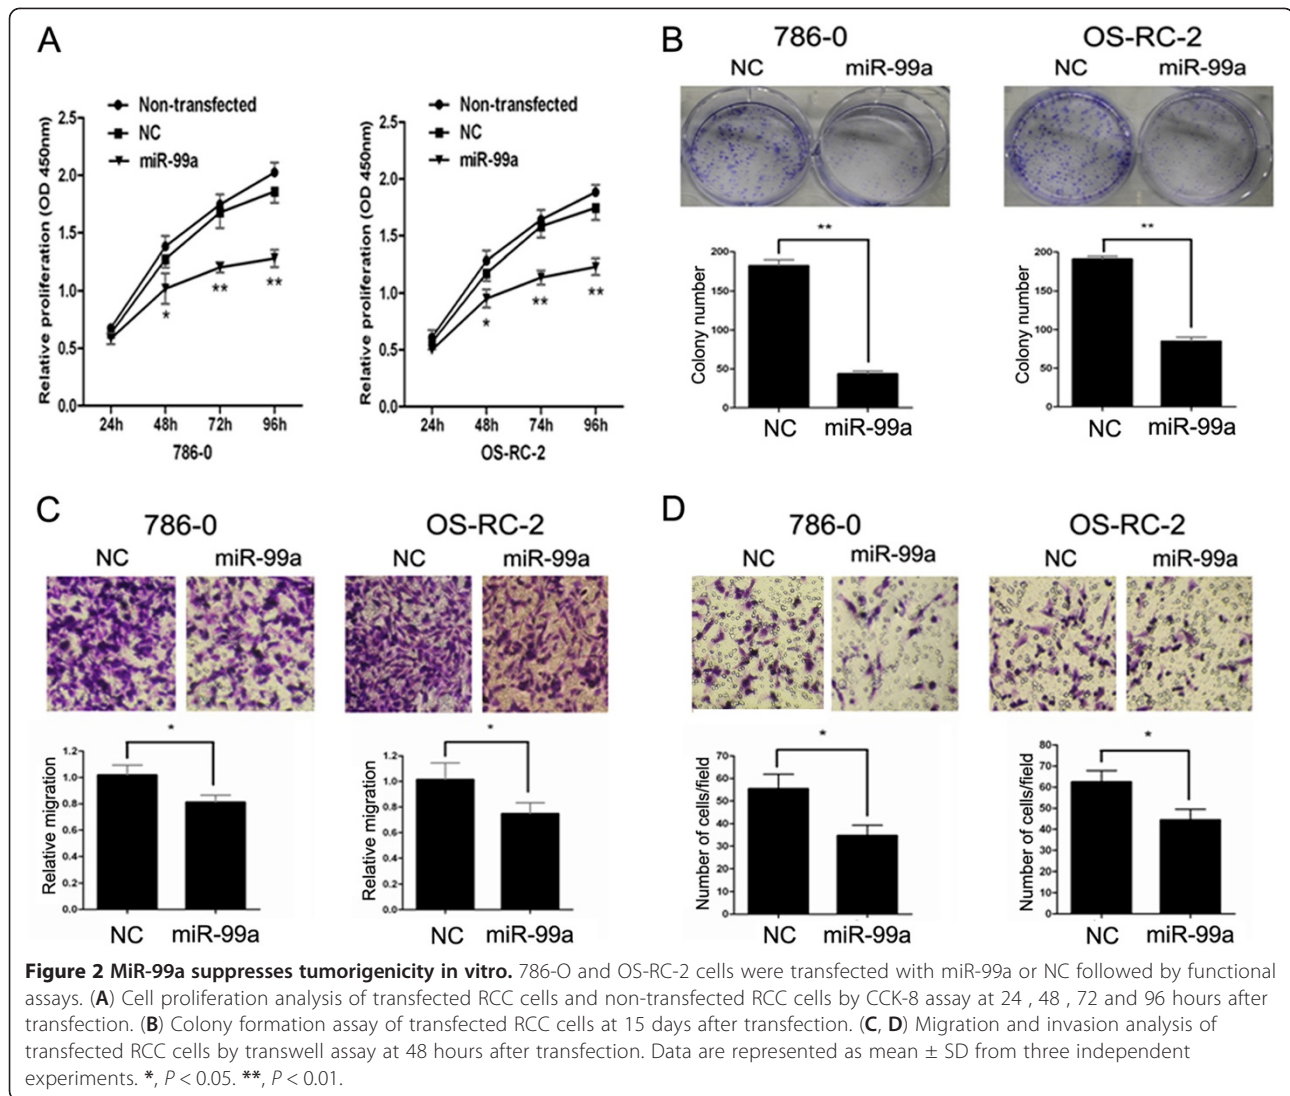 A
Non-transfected
NC
miR-99a
Relative proliferation (OD 450nm)
2.5
2.0
1.5
1.0
0.5
0.0
*
**
**
24h 48h 72h 96h
786-0
Non-transfected
NC
miR-99a
Relative proliferation (OD 450nm)
2.5
2.0
1.5
1.0
0.5
0.0
*
**
**
24h 48h 74h 96h
OS-RC-2
B
786-0
NC miR-99a
**
Colony number
200
150
100
50
0
NC miR-99a
OS-RC-2
NC miR-99a
**
Colony number
200
150
100
50
0
NC miR-99a
C
786-0
NC miR-99a
*
Relative migration
1.2
1.0
0.8
0.6
0.4
0.2
0.0
NC miR-99a
OS-RC-2
NC miR-99a
*
Relative migration
1.2
1.0
0.8
0.6
0.4
0.2
0.0
NC miR-99a
D
786-0
NC miR-99a
*
Number of cells/field
70
60
50
40
30
20
10
0
NC miR-99a
OS-RC-2
NC miR-99a
*
Number of cells/field
80
70
60
50
40
30
20
10
0
NC miR-99a
Figure 2 MiR-99a suppresses tumorigenicity in vitro. 786-O and OS-RC-2 cells were transfected with miR-99a or NC followed by functional
assays. (A) Cell proliferation analysis of transfected RCC cells and non-transfected RCC cells by CCK-8 assay at 24 , 48 , 72 and 96 hours after
transfection. (B) Colony formation assay of transfected RCC cells at 15 days after transfection. (C, D) Migration and invasion analysis of
transfected RCC cells by transwell assay at 48 hours after transfection. Data are represented as mean ± SD from three independent
experiments. *, P < 0.05. **, P < 0.01.